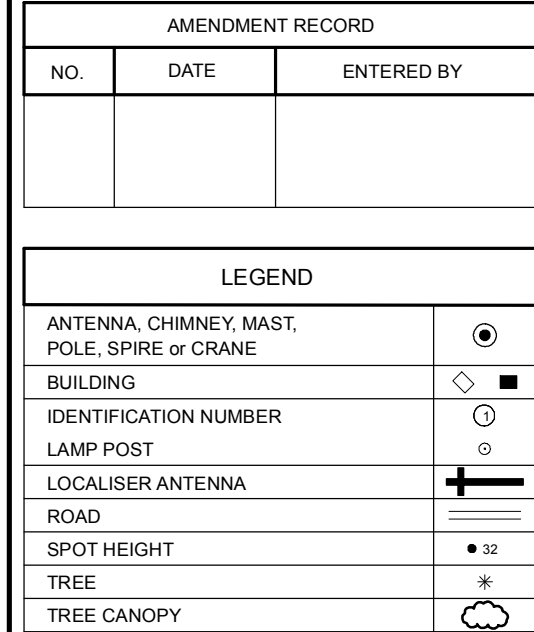 AMENDMENT RECORD
NO. DATE ENTERED BY
LEGEND
ANTENNA, CHIMNEY, MAST,
POLE, SPIRE or CRANE
BUILDING
IDENTIFICATION NUMBER 1
LAMP POST
LOCALISER ANTENNA
ROAD
SPOT HEIGHT 32
TREE
TREE CANOPY